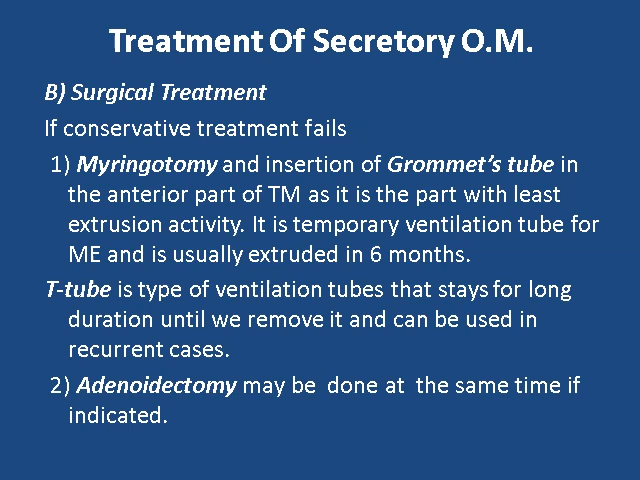 Treatment Of Secretory O.M.
B) Surgical Treatment
If conservative treatment fails
1) Myringotomy and insertion of Grommet's tube in
the anterior part of TM as it is the part with least
extrusion activity. It is temporary ventilation tube for
ME and is usually extruded in 6 months.
T-tube is type of ventilation tubes that stays for long
duration until we remove it and can be used in
recurrent cases.
2) Adenoidectomy may be done at the same time if
indicated.